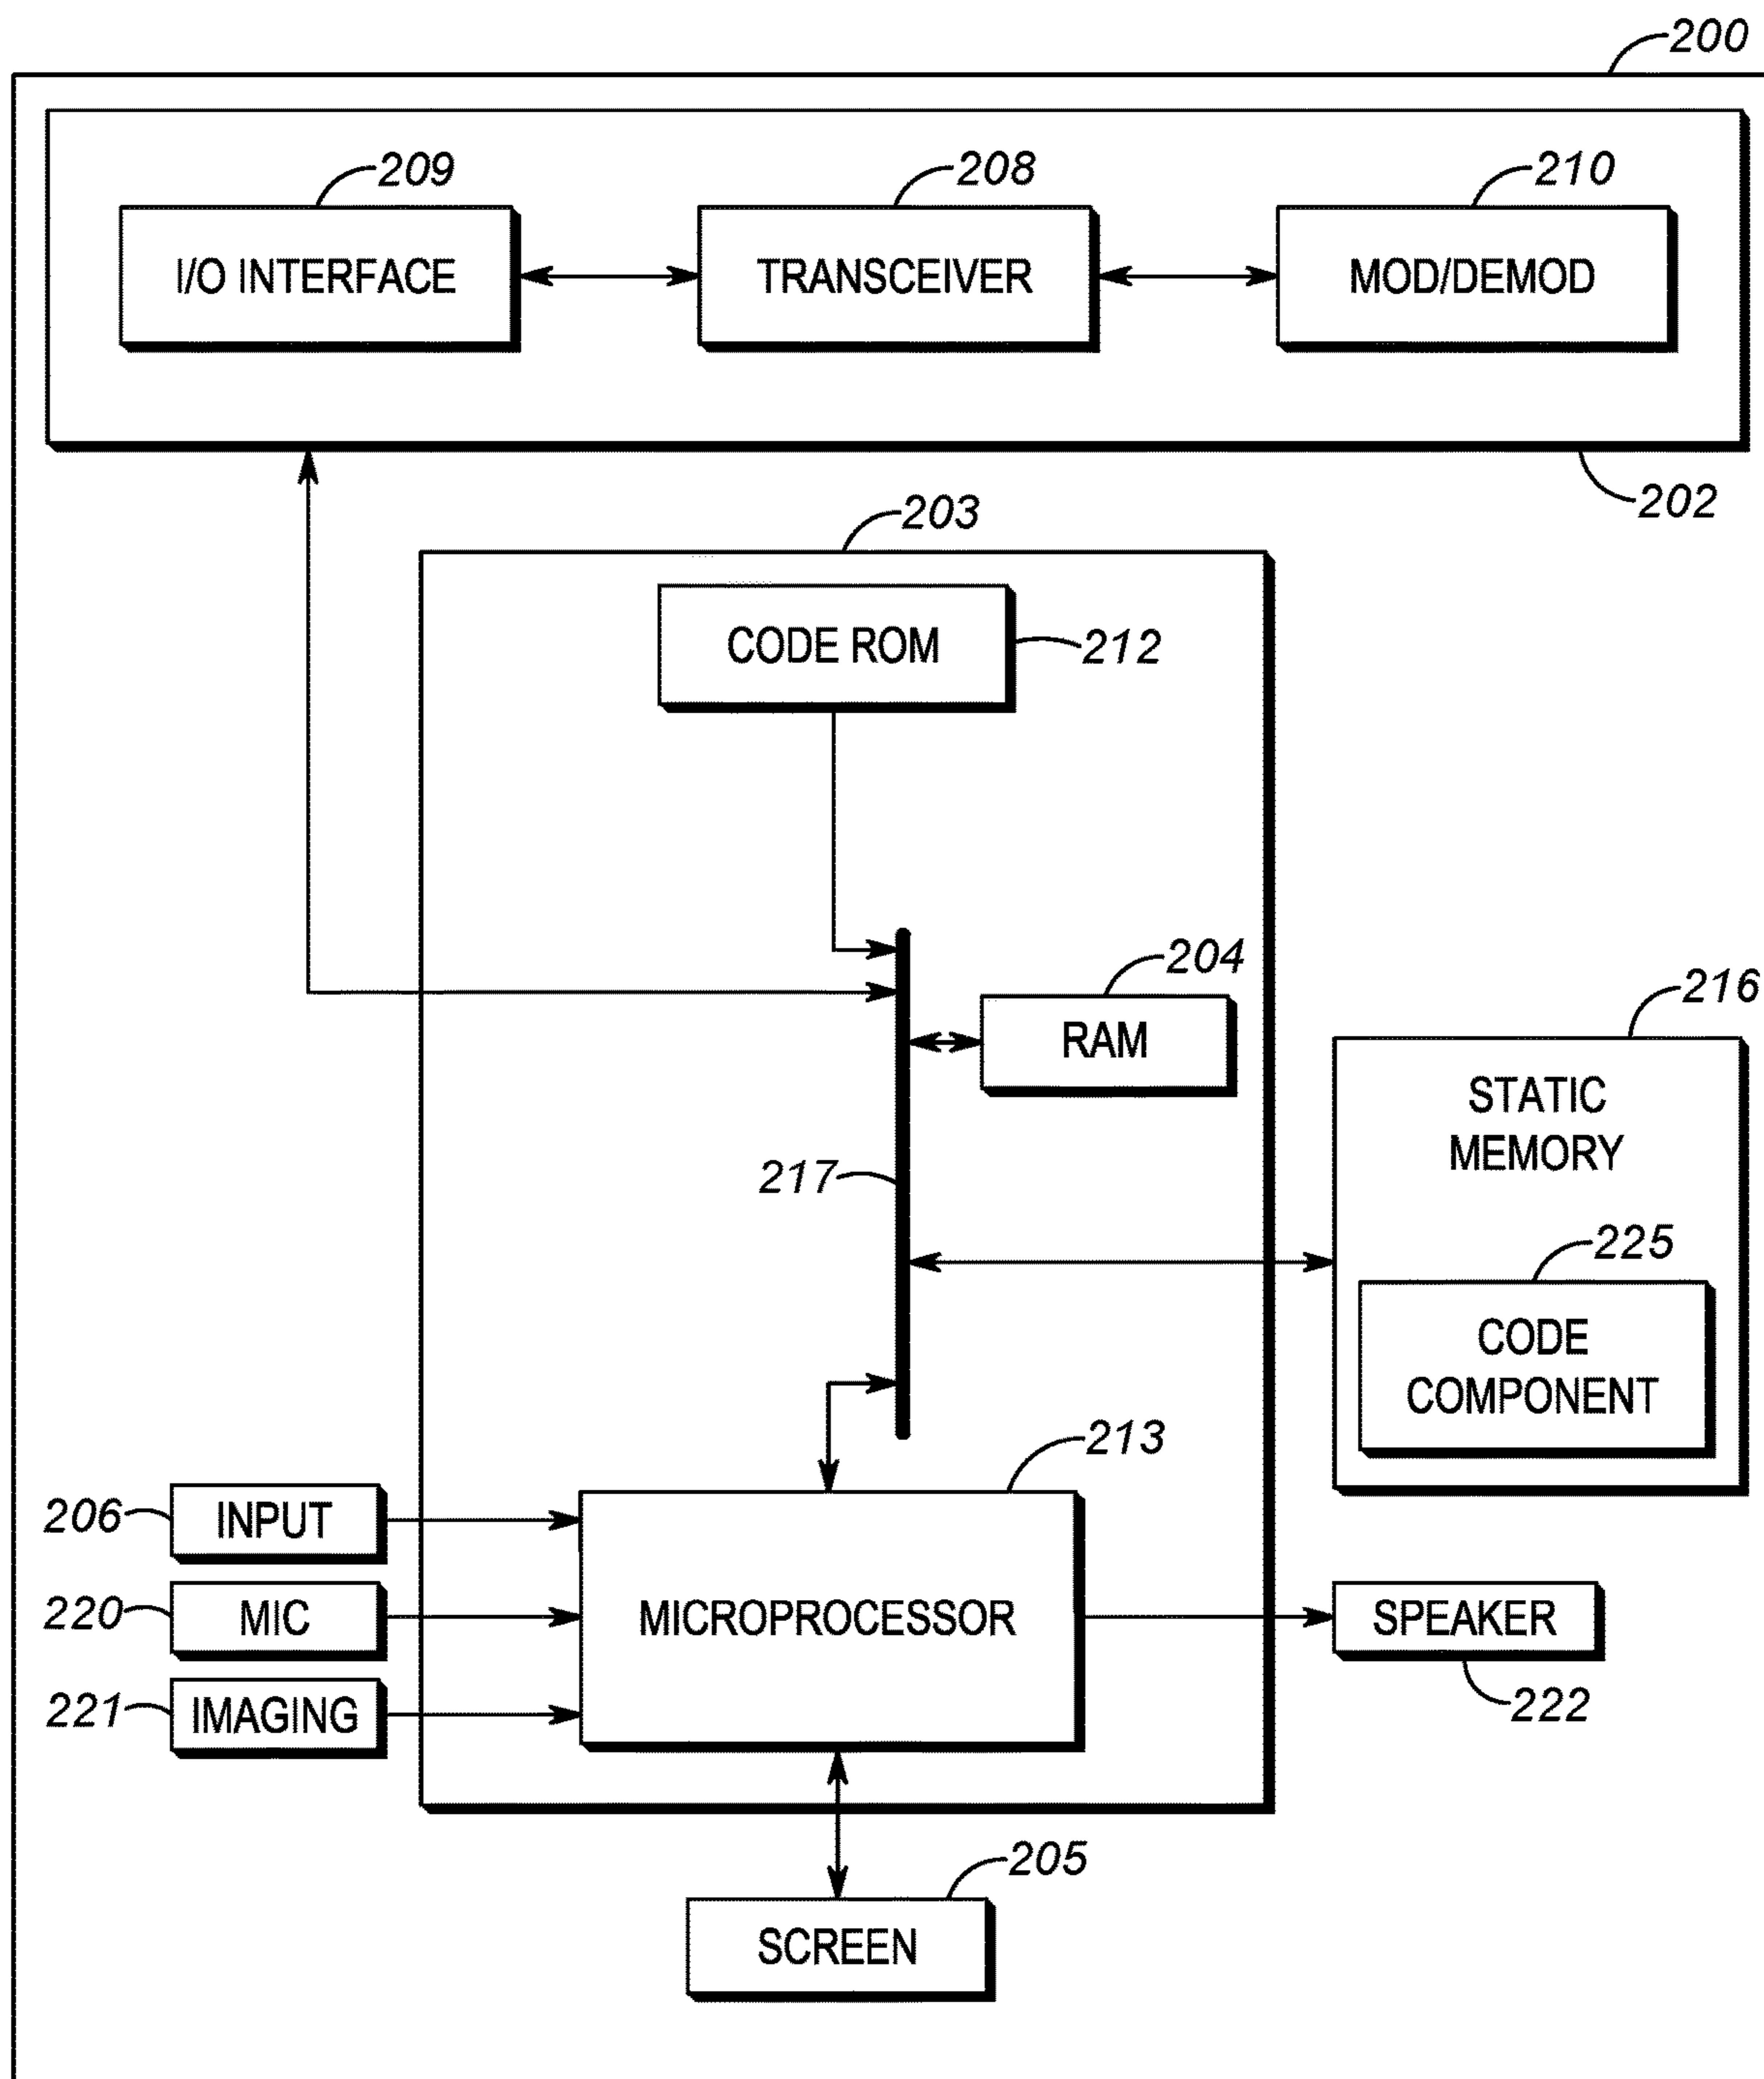 200
209
208
210
I/O INTERFACE
TRANSCEIVER
MOD/DEMOD
202
203
CODE ROM
212
204
RAM
216
STATIC
MEMORY
217
225
CODE
COMPONENT
213
206
INPUT
220
MIC
MICROPROCESSOR
SPEAKER
221
IMAGING
222
205
SCREEN